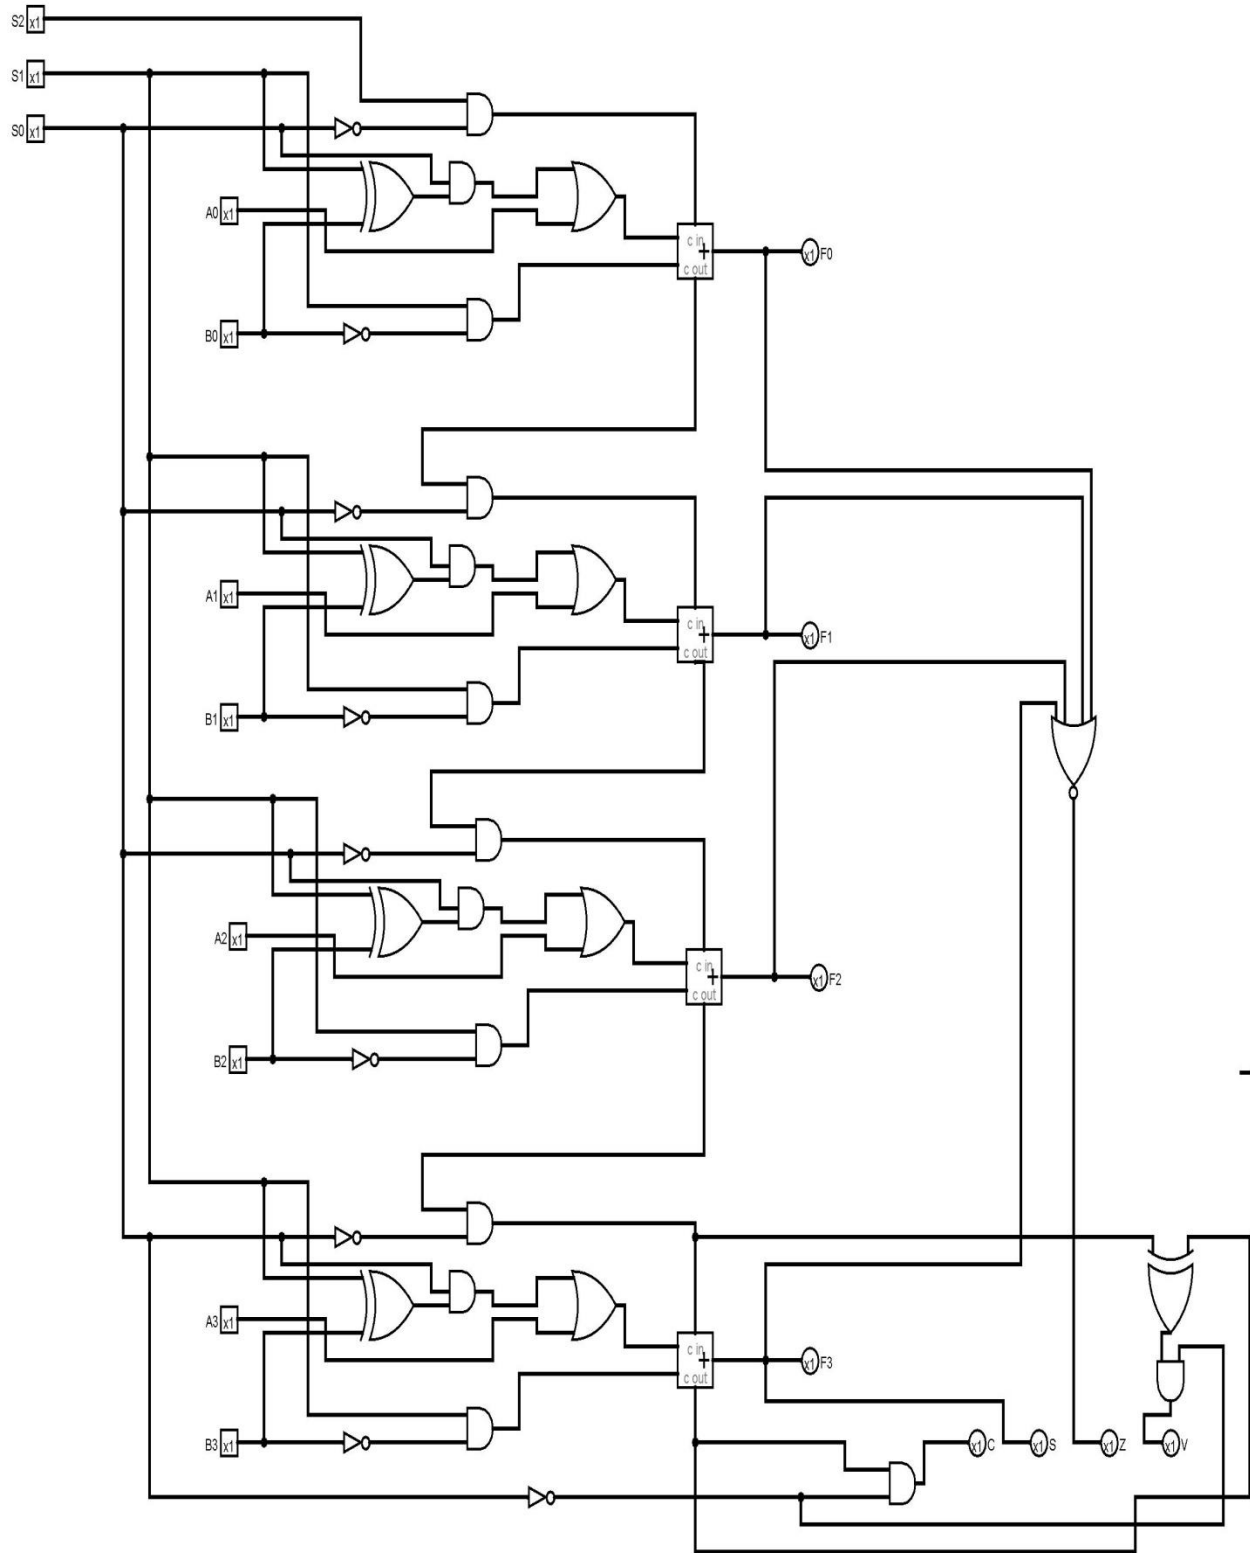 S2 x1
S1 x1
S0 x1
A0 x1
c in
+
x1 F0
c out
B0 x1
A1 x1
c in
+
x1 F1
c out
B1 x1
A2 x1
c in
+
x1 F2
c out
B2 x1
A3 x1
c in
+
x1 F3
c out
B3 x1
x1 C
x1 S
x1 Z
x1 V